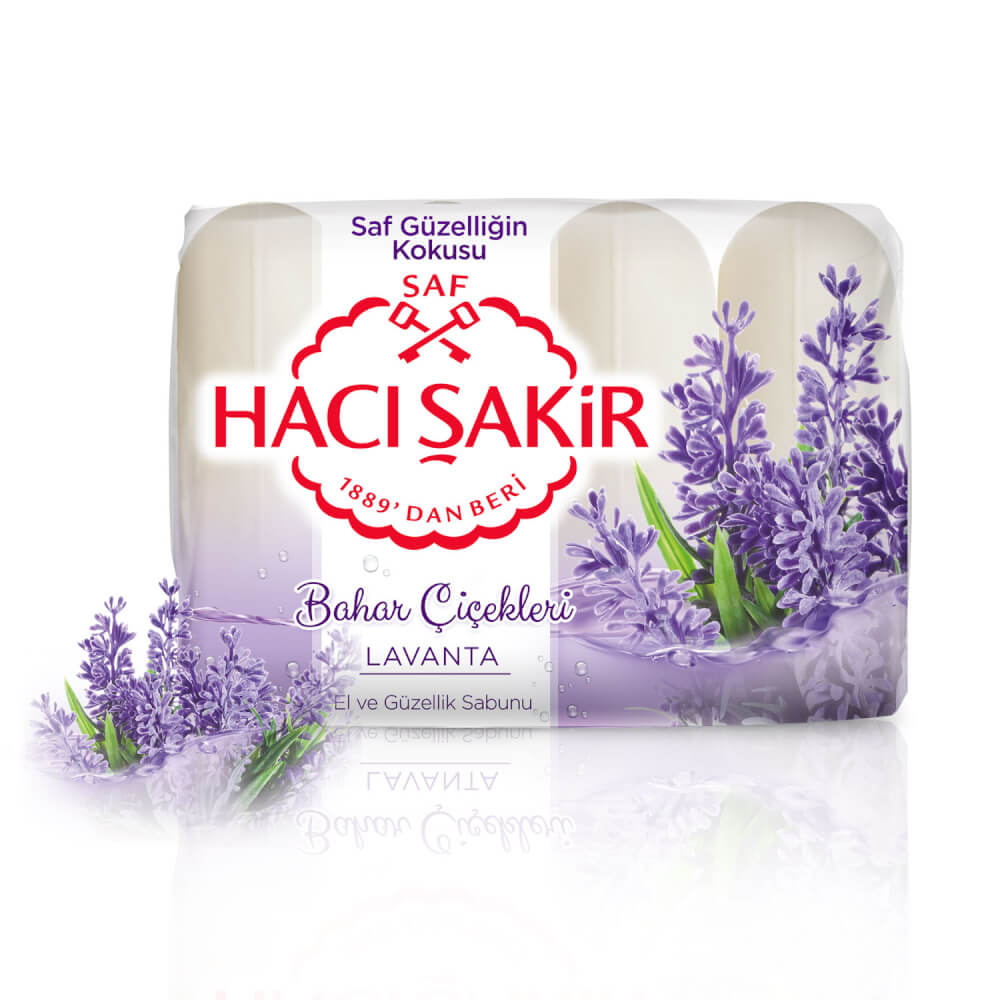 Saf Güzelliğin
Kokusu
SAF
HACI ŞAKİR
1889'DAN BERİ
Bahar Çiçekleri
LAVANTA
El ve Güzellik Sabunu